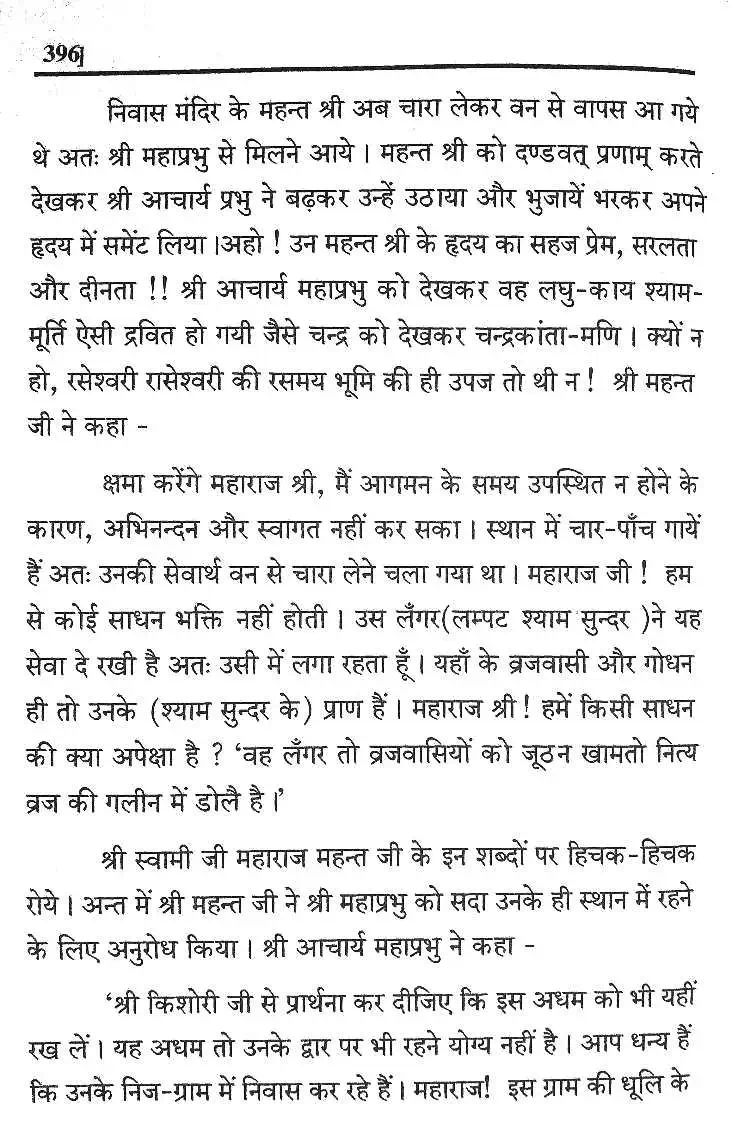 396
निवास मंदिर के महन्त श्री अब चारा लेकर वन से वापस आ गये
थे अतः श्री महाप्रभु से मिलने आये । महन्त श्री को दण्डवत् प्रणाम् करते
देखकर श्री आचार्य प्रभु ने बढ़कर उन्हें उठाया और भुजायें भरकर अपने
हृदय में समेंट लिया ।अहो ! उन महन्त श्री के हृदय का सहज प्रेम, सरलता
और दीनता !! श्री आचार्य महाप्रभु को देखकर वह लघु-काय श्याम-
मूर्ति ऐसी द्रवित हो गयी जैसे चन्द्र को देखकर चन्द्रकांता-मणि । क्यों न
हो, रसेश्वरी रासेश्वरी की रसमय भूमि की ही उपज तो थी न ! श्री महन्त
जी ने कहा -
क्षमा करेंगे महाराज श्री, मैं आगमन के समय उपस्थित न होने के
कारण, अभिनन्दन और स्वागत नहीं कर सका । स्थान में चार-पाँच गायें
हैं अतः उनकी सेवार्थ वन से चारा लेने चला गया था । महाराज जी ! हम
से कोई साधन भक्ति नहीं होती । उस लँगर(लम्पट श्याम सुन्दर )ने यह
सेवा दे रखी है अतः उसी में लगा रहता हूँ । यहाँ के व्रजवासी और गोधन
ही तो उनके (श्याम सुन्दर के) प्राण हैं । महाराज श्री ! हमें किसी साधन
की क्या अपेक्षा है ? ‘वह लँगर तो व्रजवासियों को जूठन खामतो नित्य
व्रज की गलीन में डोलै है ।’
श्री स्वामी जी महाराज महन्त जी के इन शब्दों पर हिचक-हिचक
रोये । अन्त में श्री महन्त जी ने श्री महाप्रभु को सदा उनके ही स्थान में रहने
के लिए अनुरोध किया । श्री आचार्य महाप्रभु ने कहा -
‘श्री किशोरी जी से प्रार्थना कर दीजिए कि इस अधम को भी यहीं
रख लें । यह अधम तो उनके द्वार पर भी रहने योग्य नहीं है । आप धन्य हैं
कि उनके निज-ग्राम में निवास कर रहे हैं । महाराज! इस ग्राम की धूलि के